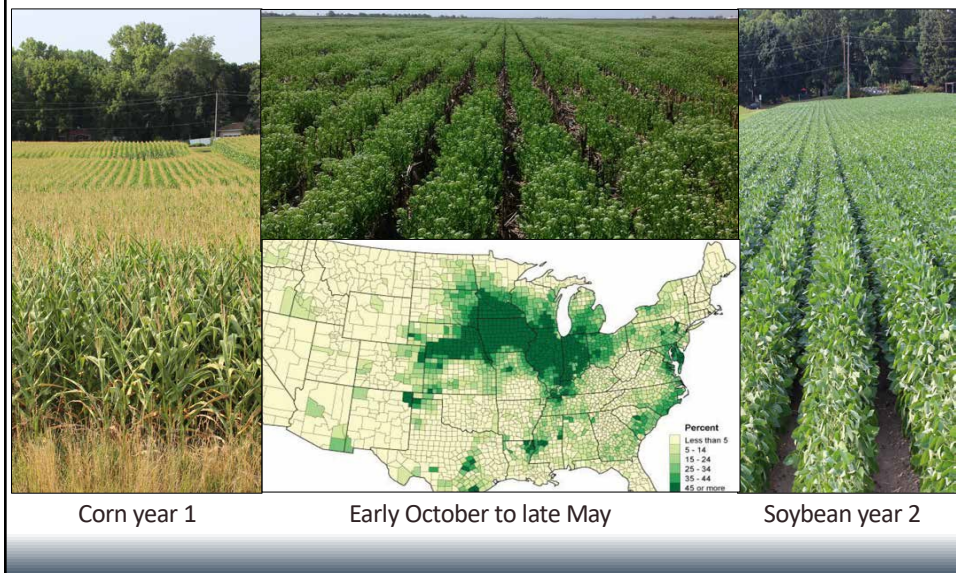 Percent
Less than 5
5 - 14
15 - 24
25 - 34
35 - 44
45 or more
Corn year 1
Early October to late May
Soybean year 2